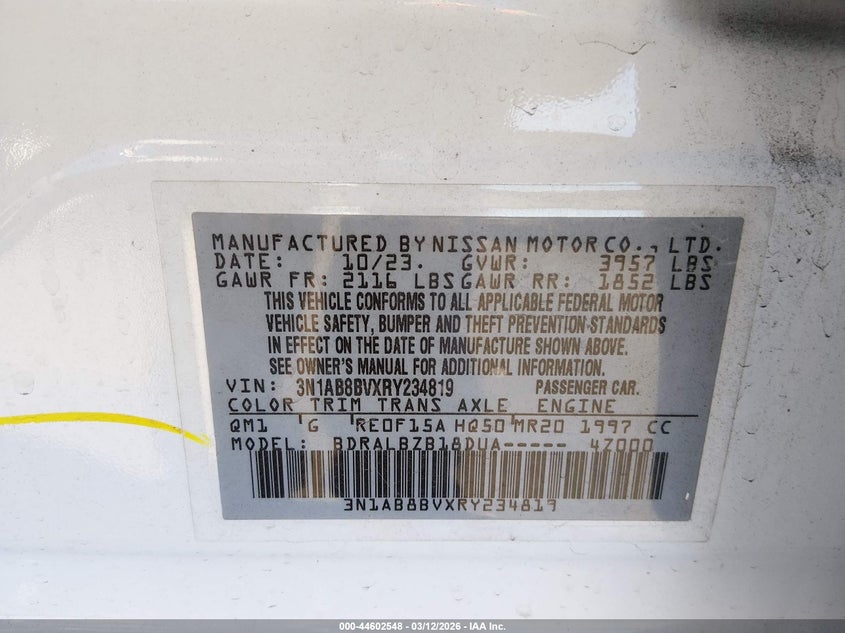 MANUFACTURED BY NISSAN MOTOR CO., LTD.
DATE: 10/23. GVWR: 3957 LBS
GAWR FR: 2116 LBS GAWR RR: 1852 LBS
THIS VEHICLE CONFORMS TO ALL APPLICABLE FEDERAL MOTOR
VEHICLE SAFETY, BUMPER AND THEFT PREVENTION STANDARDS
IN EFFECT ON THE DATE OF MANUFACTURE SHOWN ABOVE.
SEE OWNER'S MANUAL FOR ADDITIONAL INFORMATION.
VIN: 3N1AB8BVXRY234819 PASSENGER CAR.
COLOR TRIM TRANS AXLE ENGINE
QM1 G RE0F15A HQ50 MR20 1997 CC
MODEL: BDRALBZB18DUA----- 4Z000
3N1AB8BVXRY234819
000-44602548 - 03/12/2026 - IAA Inc.